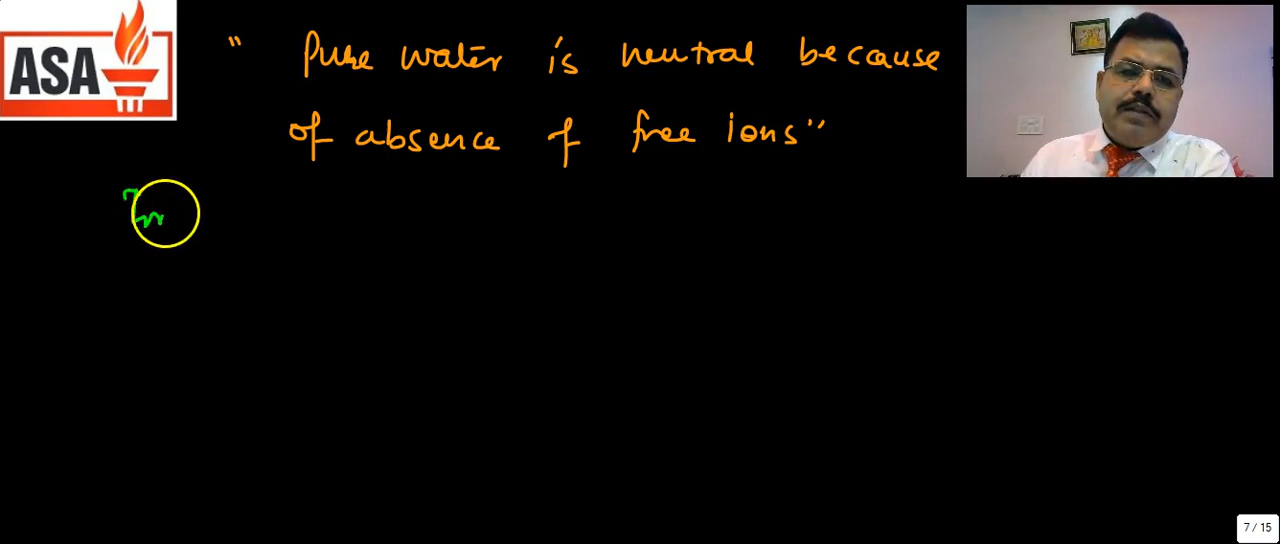 ASA
" Pure water is neutral because
of absence of free ions"
7 / 15